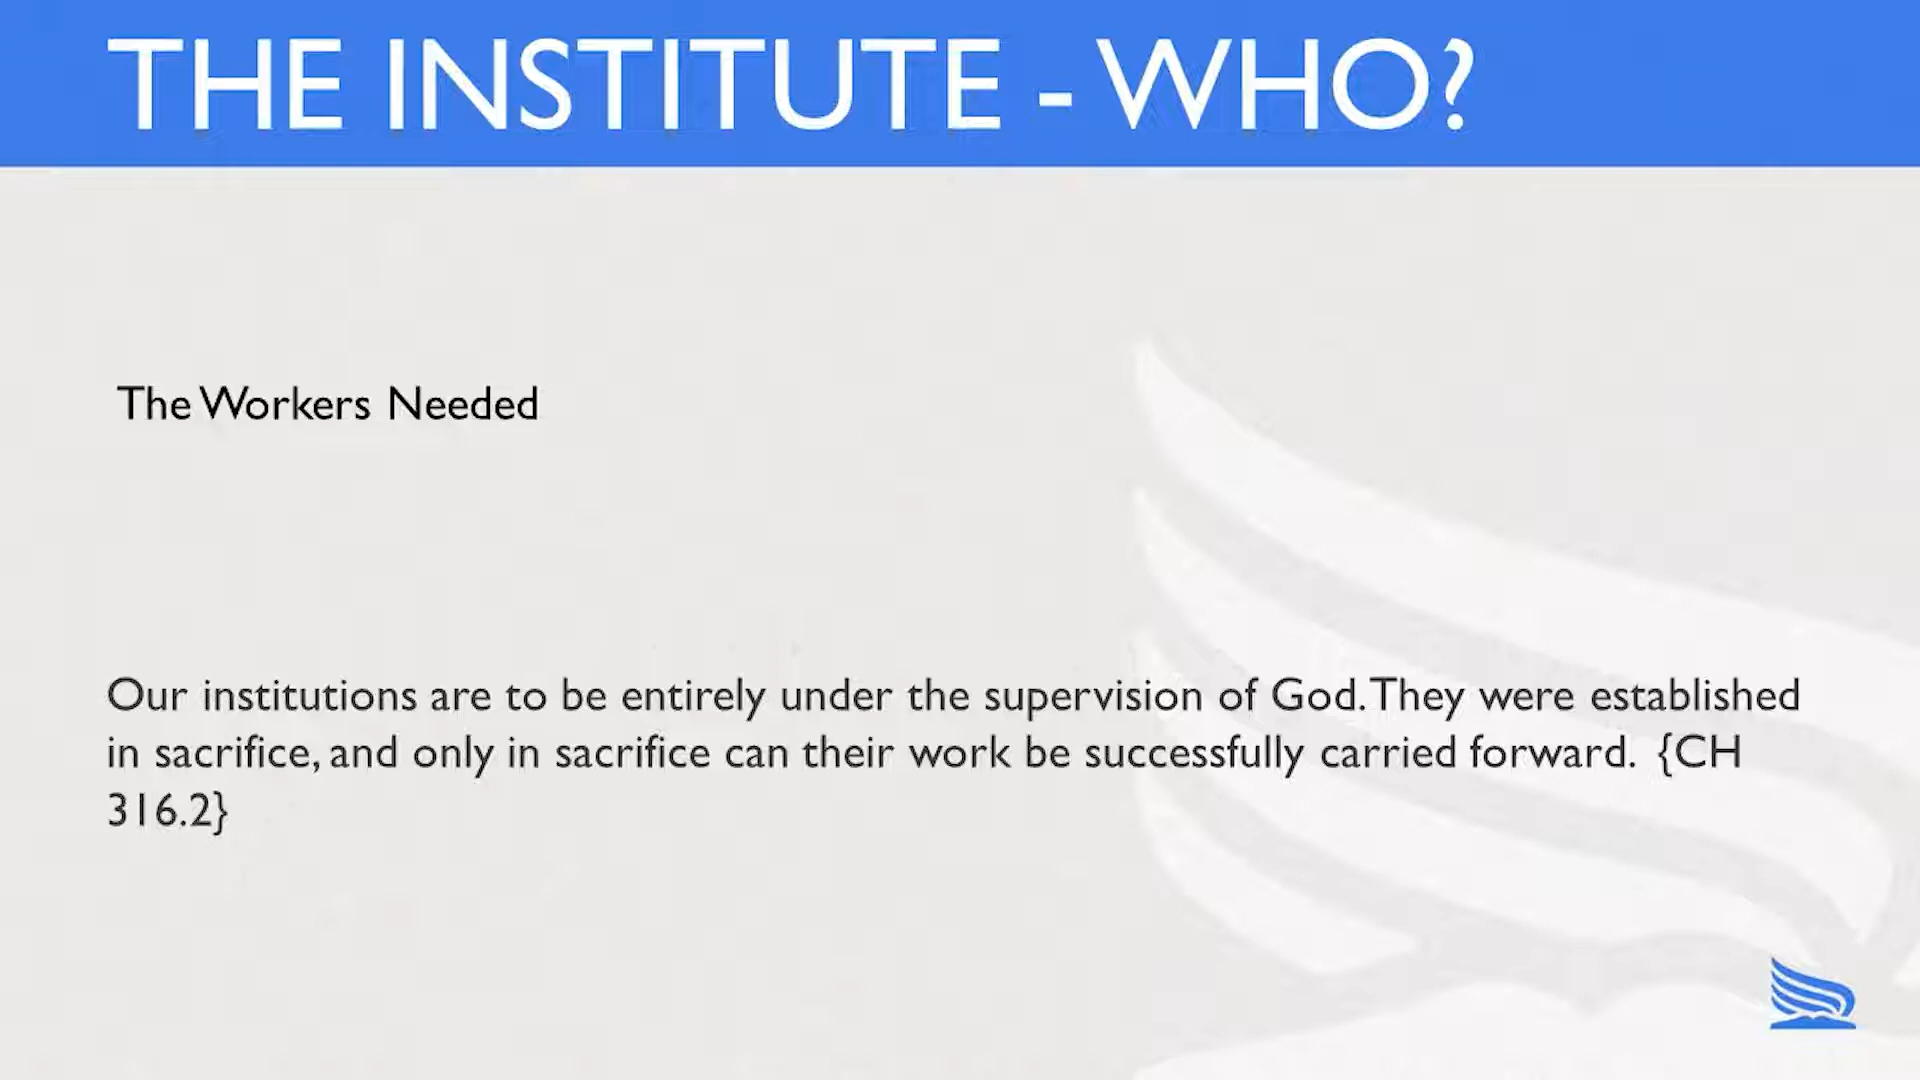 THE INSTITUTE - WHO?
The Workers Needed
Our institutions are to be entirely under the supervision of God. They were established
in sacrifice, and only in sacrifice can their work be successfully carried forward. {CH
316.2}